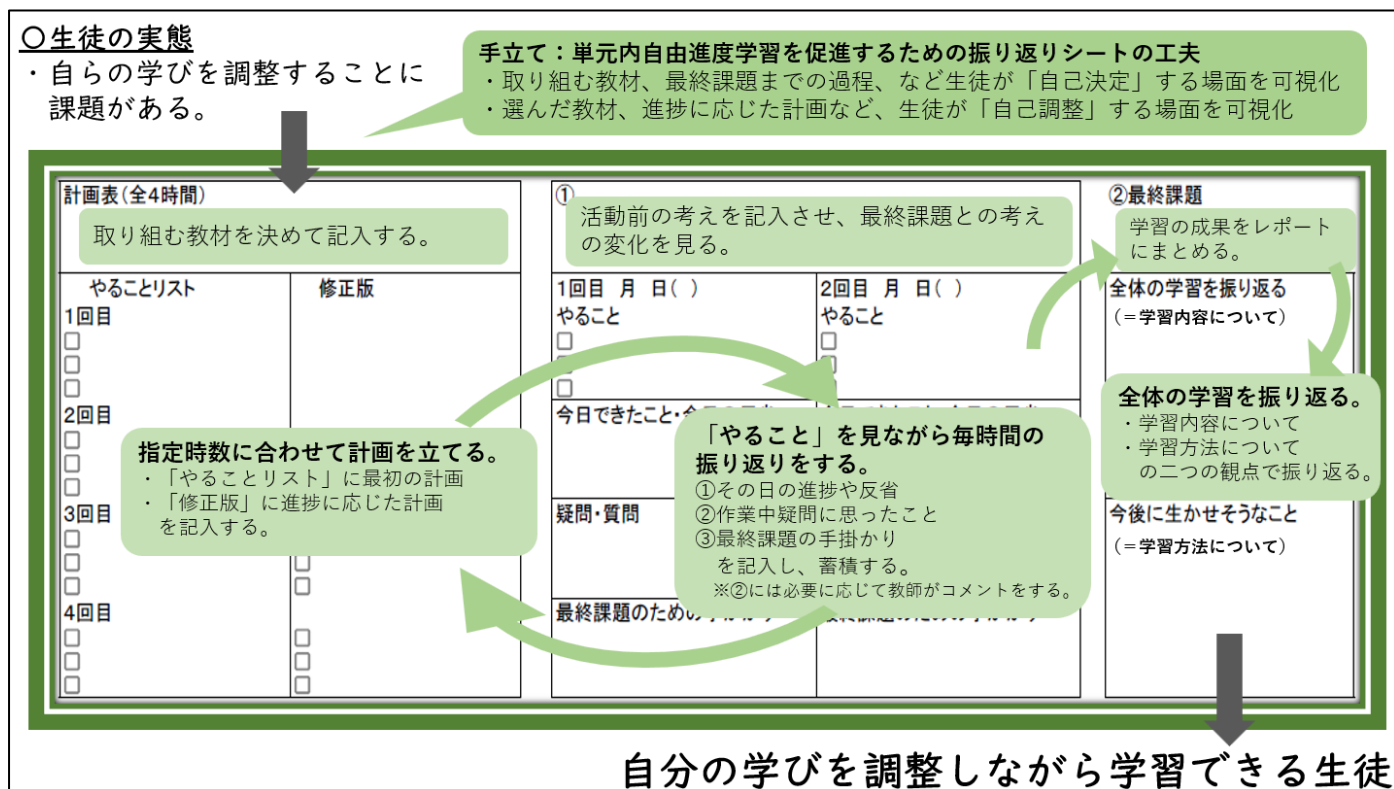 〇生徒の実態
・自らの学びを調整することに
課題がある。
手立て：単元内自由進度学習を促進するための振り返りシートの工夫
・取り組む教材、最終課題までの過程、など生徒が「自己決定」する場面を可視化
・選んだ教材、進捗に応じた計画など、生徒が「自己調整」する場面を可視化
計画表(全4時間)
取り組む教材を決めて記入する。
やることリスト
修正版
1回目
2回目
3回目
4回目
指定時数に合わせて計画を立てる。
・「やることリスト」に最初の計画
・「修正版」に進捗に応じた計画
を記入する。
①
活動前の考えを記入させ、最終課題との考え
の変化を見る。
1回目 月 日( )
やること
2回目 月 日( )
やること
今日できたこと・
疑問・質問
最終課題のための
「やること」を見ながら毎時間の
振り返りをする。
①その日の進捗や反省
②作業中疑問に思ったこと
③最終課題の手掛かり
を記入し、蓄積する。
※②には必要に応じて教師がコメントをする。
②最終課題
学習の成果をレポート
にまとめる。
全体の学習を振り返る
(=学習内容について)
全体の学習を振り返る。
・学習内容について
・学習方法について
の二つの観点で振り返る。
今後に生かせそうなこと
(=学習方法について)
自分の学びを調整しながら学習できる生徒